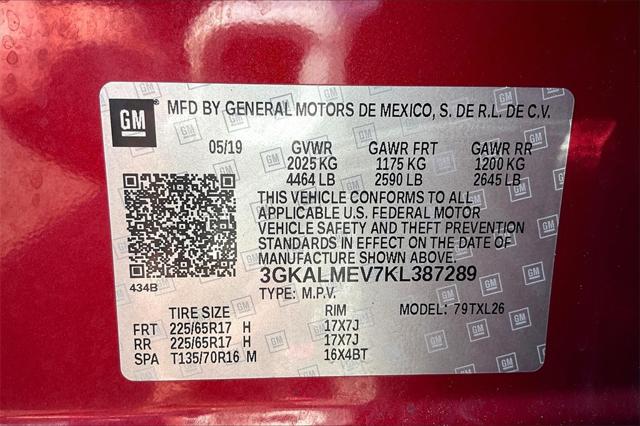 GM
MFD BY GENERAL MOTORS DE MEXICO, S. DE R.L. DE C.V.
05/19 GVWR GAWR FRT GAWR RR
2025 KG 1175 KG 1200 KG
4464 LB 2590 LB 2645 LB
THIS VEHICLE CONFORMS TO ALL
APPLICABLE U.S. FEDERAL MOTOR
VEHICLE SAFETY AND THEFT PREVENTION
STANDARDS IN EFFECT ON THE DATE OF
MANUFACTURE SHOWN ABOVE.
434B
3GKALMEV7KL387289
TYPE: M.P.V.
TIRE SIZE RIM MODEL: 79TXL26
FRT 225/65R17 H 17X7J
RR 225/65R17 H 17X7J
SPA T135/70R16 M 16X4BT